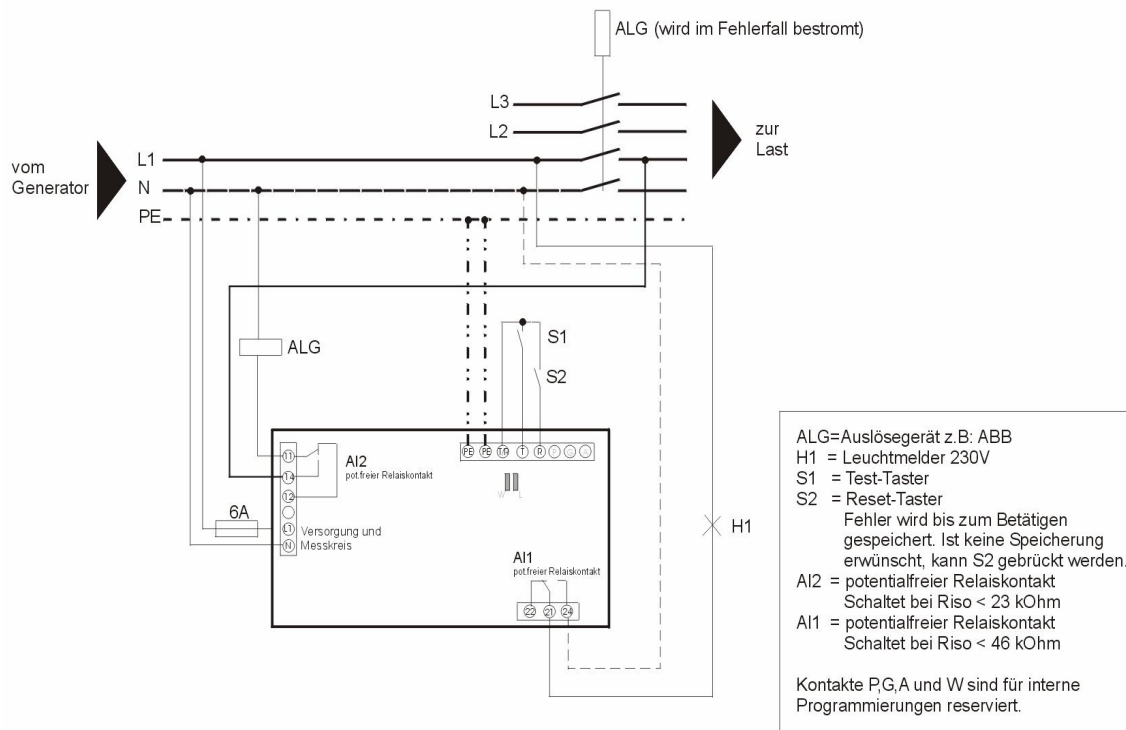 ALG (wird im Fehlerfall bestromt)
L3
L2
zur
Last
vom
Generator
L1
N
PE
ALG
S1
S2
PE
PE
T/R
T
R
P
G
A
W
L
11
14
12
AI2
pot.freier Relaiskontakt
6A
L1
N
Versorgung und
Messkreis
AI1
pot.freier Relaiskontakt
22
21
24
H1
ALG=Auslösegerät z.B: ABB
H1 = Leuchtmelder 230V
S1 = Test-Taster
S2 = Reset-Taster
Fehler wird bis zum Betätigen
gespeichert. Ist keine Speicherung
erwünscht, kann S2 gebrückt werden.
AI2 = potentialfreier Relaiskontakt
Schaltet bei Riso < 23 kOhm
AI1 = potentialfreier Relaiskontakt
Schaltet bei Riso < 46 kOhm
Kontakte P,G,A und W sind für interne
Programmierungen reserviert.